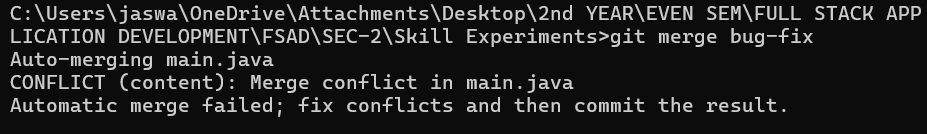 C:\Users\jaswa\OneDrive\Attachments\Desktop\2nd YEAR\EVEN SEM\FULL STACK APP
LICATION DEVELOPMENT\FSAD\SEC-2\Skill Experiments>git merge bug-fix
Auto-merging main.java
CONFLICT (content): Merge conflict in main.java
Automatic merge failed; fix conflicts and then commit the result.